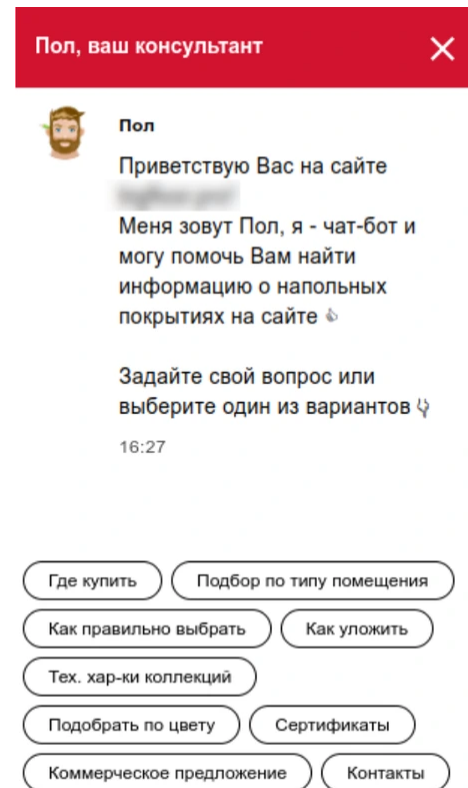 Пол, ваш консультант
Пол
Приветствую Вас на сайте
Меня зовут Пол, я - чат-бот и
могу помочь Вам найти
информацию о напольных
покрытиях на сайте 👍
Задайте свой вопрос или
выберите один из вариантов 👇
16:27
Где купить
Подбор по типу помещения
Как правильно выбрать
Как уложить
Тех. хар-ки коллекций
Подобрать по цвету
Сертификаты
Коммерческое предложение
Контакты